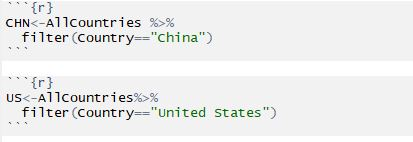 ```{r}
CHN<-AllCountries %>%
  filter(Country=="China")
```
```{r}
US<-AllCountries%>%
  filter(Country=="United States")
```